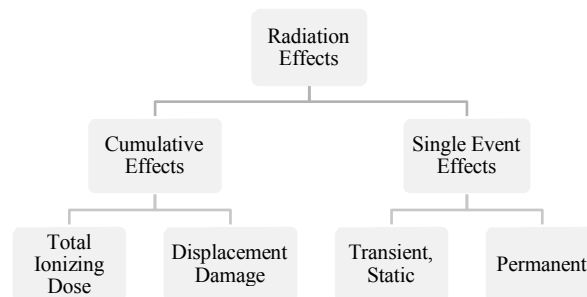 Radiation
Effects
Cumulative
Effects
Single Event
Effects
Total
Ionizing
Dose
Displacement
Damage
Transient,
Static
Permanent